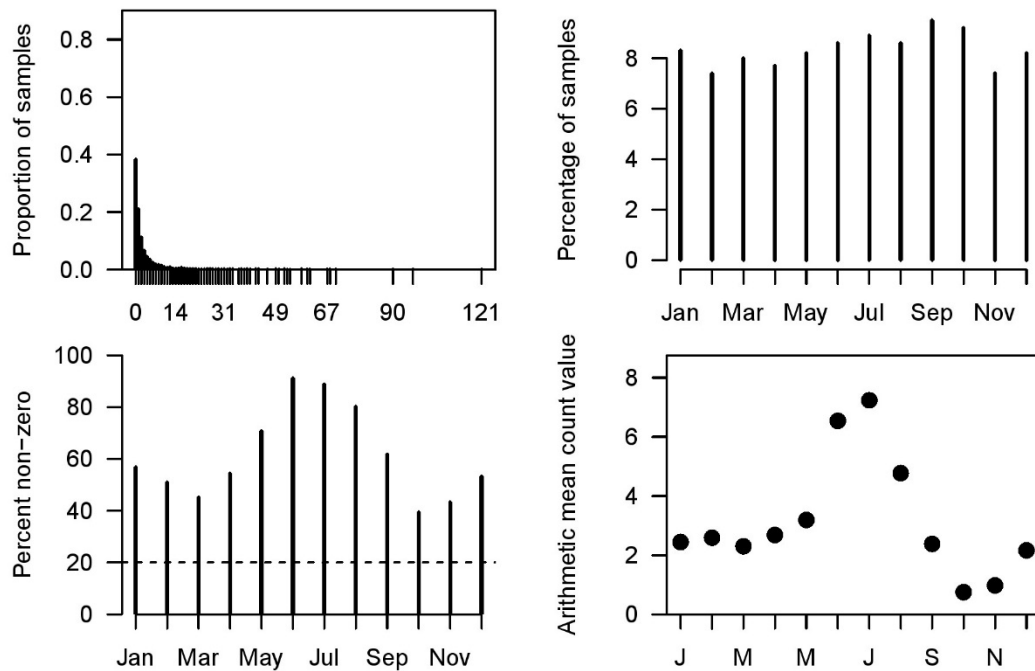 Proportion of samples
0.8
0.6
0.4
0.2
0.0
0 14 31 49 67 90 121
Percentage of samples
8
6
4
2
0
Jan Mar May Jul Sep Nov
Percent non−zero
100
80
60
40
20
0
Jan Mar May Jul Sep Nov
Arithmetic mean count value
8
6
4
2
0
J M M J S N